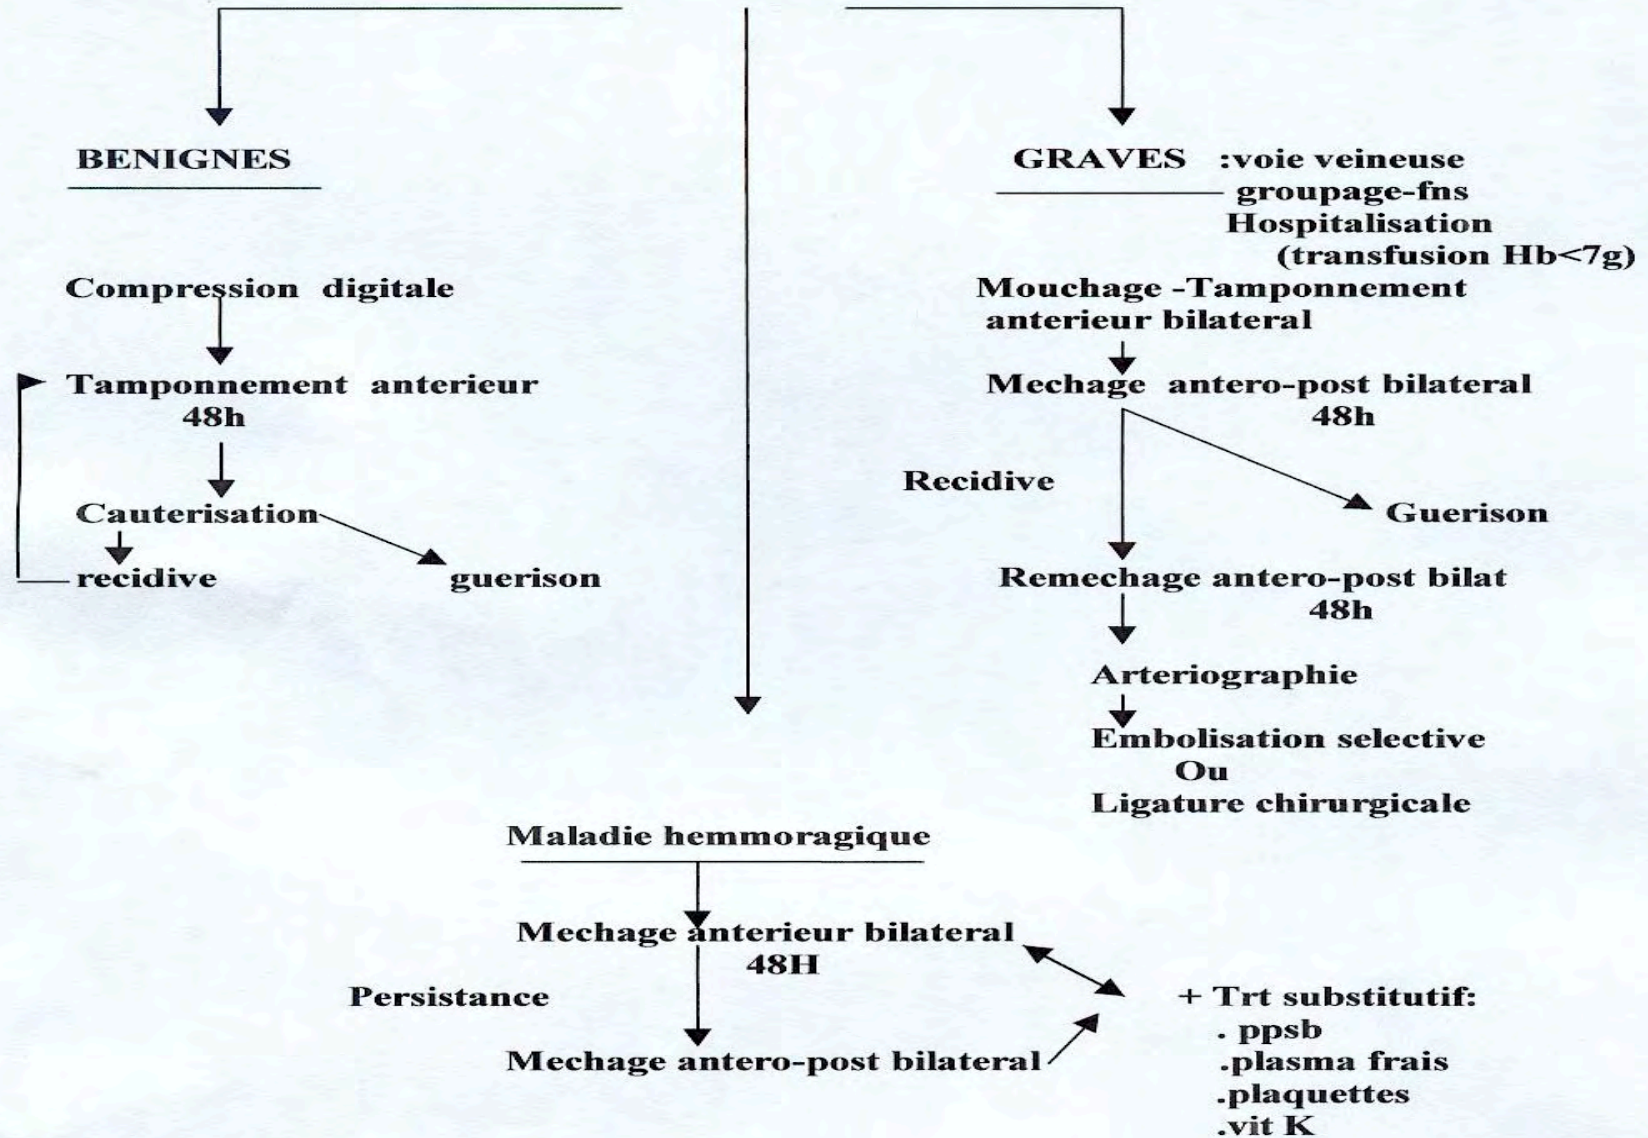 BENIGNES
Compression digitale
Tamponnement anterieur
48h
Cauterisation
recidive
guerison
GRAVES :voie veineuse
groupage-fns
Hospitalisation
(transfusion Hb<7g)
Mouchage -Tamponnement
anterieur bilateral
Mechage antero-post bilateral
48h
Recidive
Guerison
Remechage antero-post bilat
48h
Arteriographie
Embolisation selective
Ou
Ligature chirurgicale
Maladie hemmoragique
Mechage anterieur bilateral
48H
Persistance
Mechage antero-post bilateral
+ Trt substitutif:
. ppsb
.plasma frais
.plaquettes
.vit K